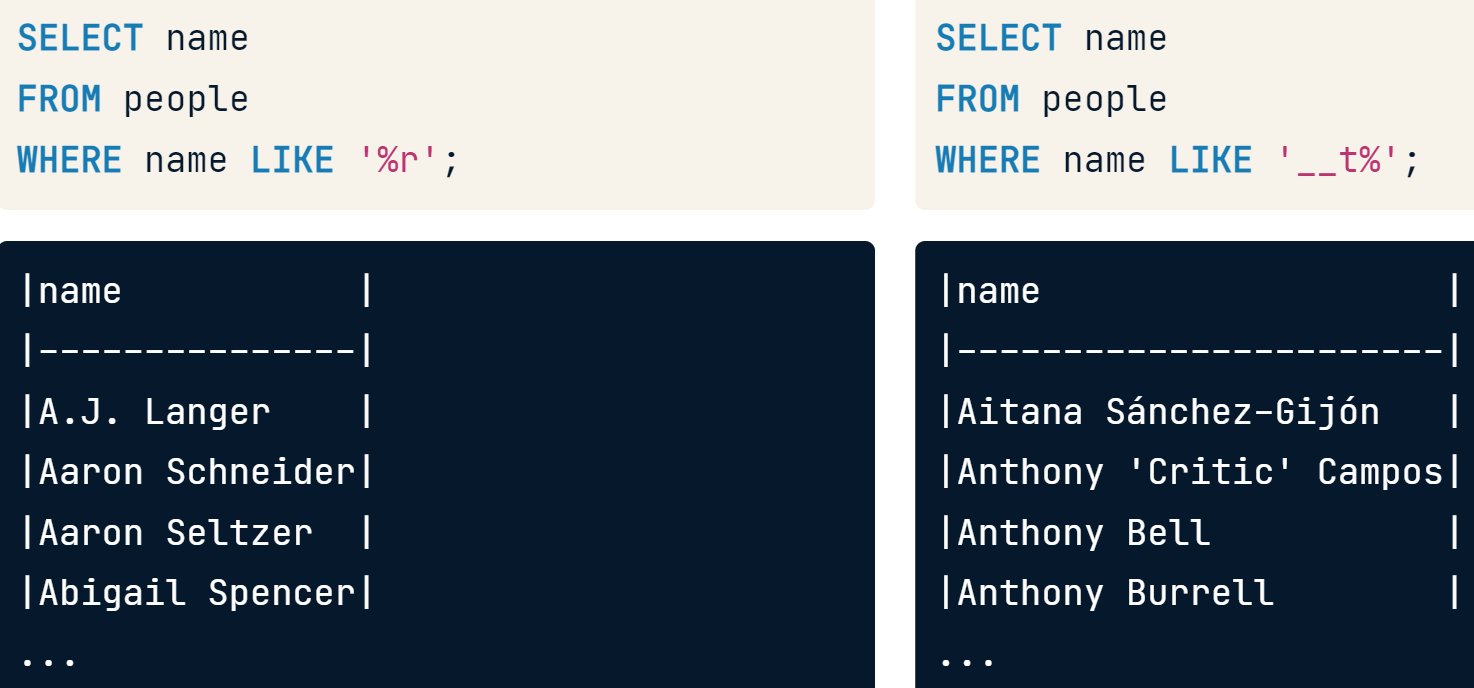 SELECT name
FROM people
WHERE name LIKE '%r';
|name           |
|---------------|
|A.J. Langer    |
|Aaron Schneider|
|Aaron Seltzer  |
|Abigail Spencer|
...
SELECT name
FROM people
WHERE name LIKE '__t%';
|name                   |
|-----------------------|
|Aitana Sánchez-Gijón   |
|Anthony 'Critic' Campos|
|Anthony Bell           |
|Anthony Burrell        |
...